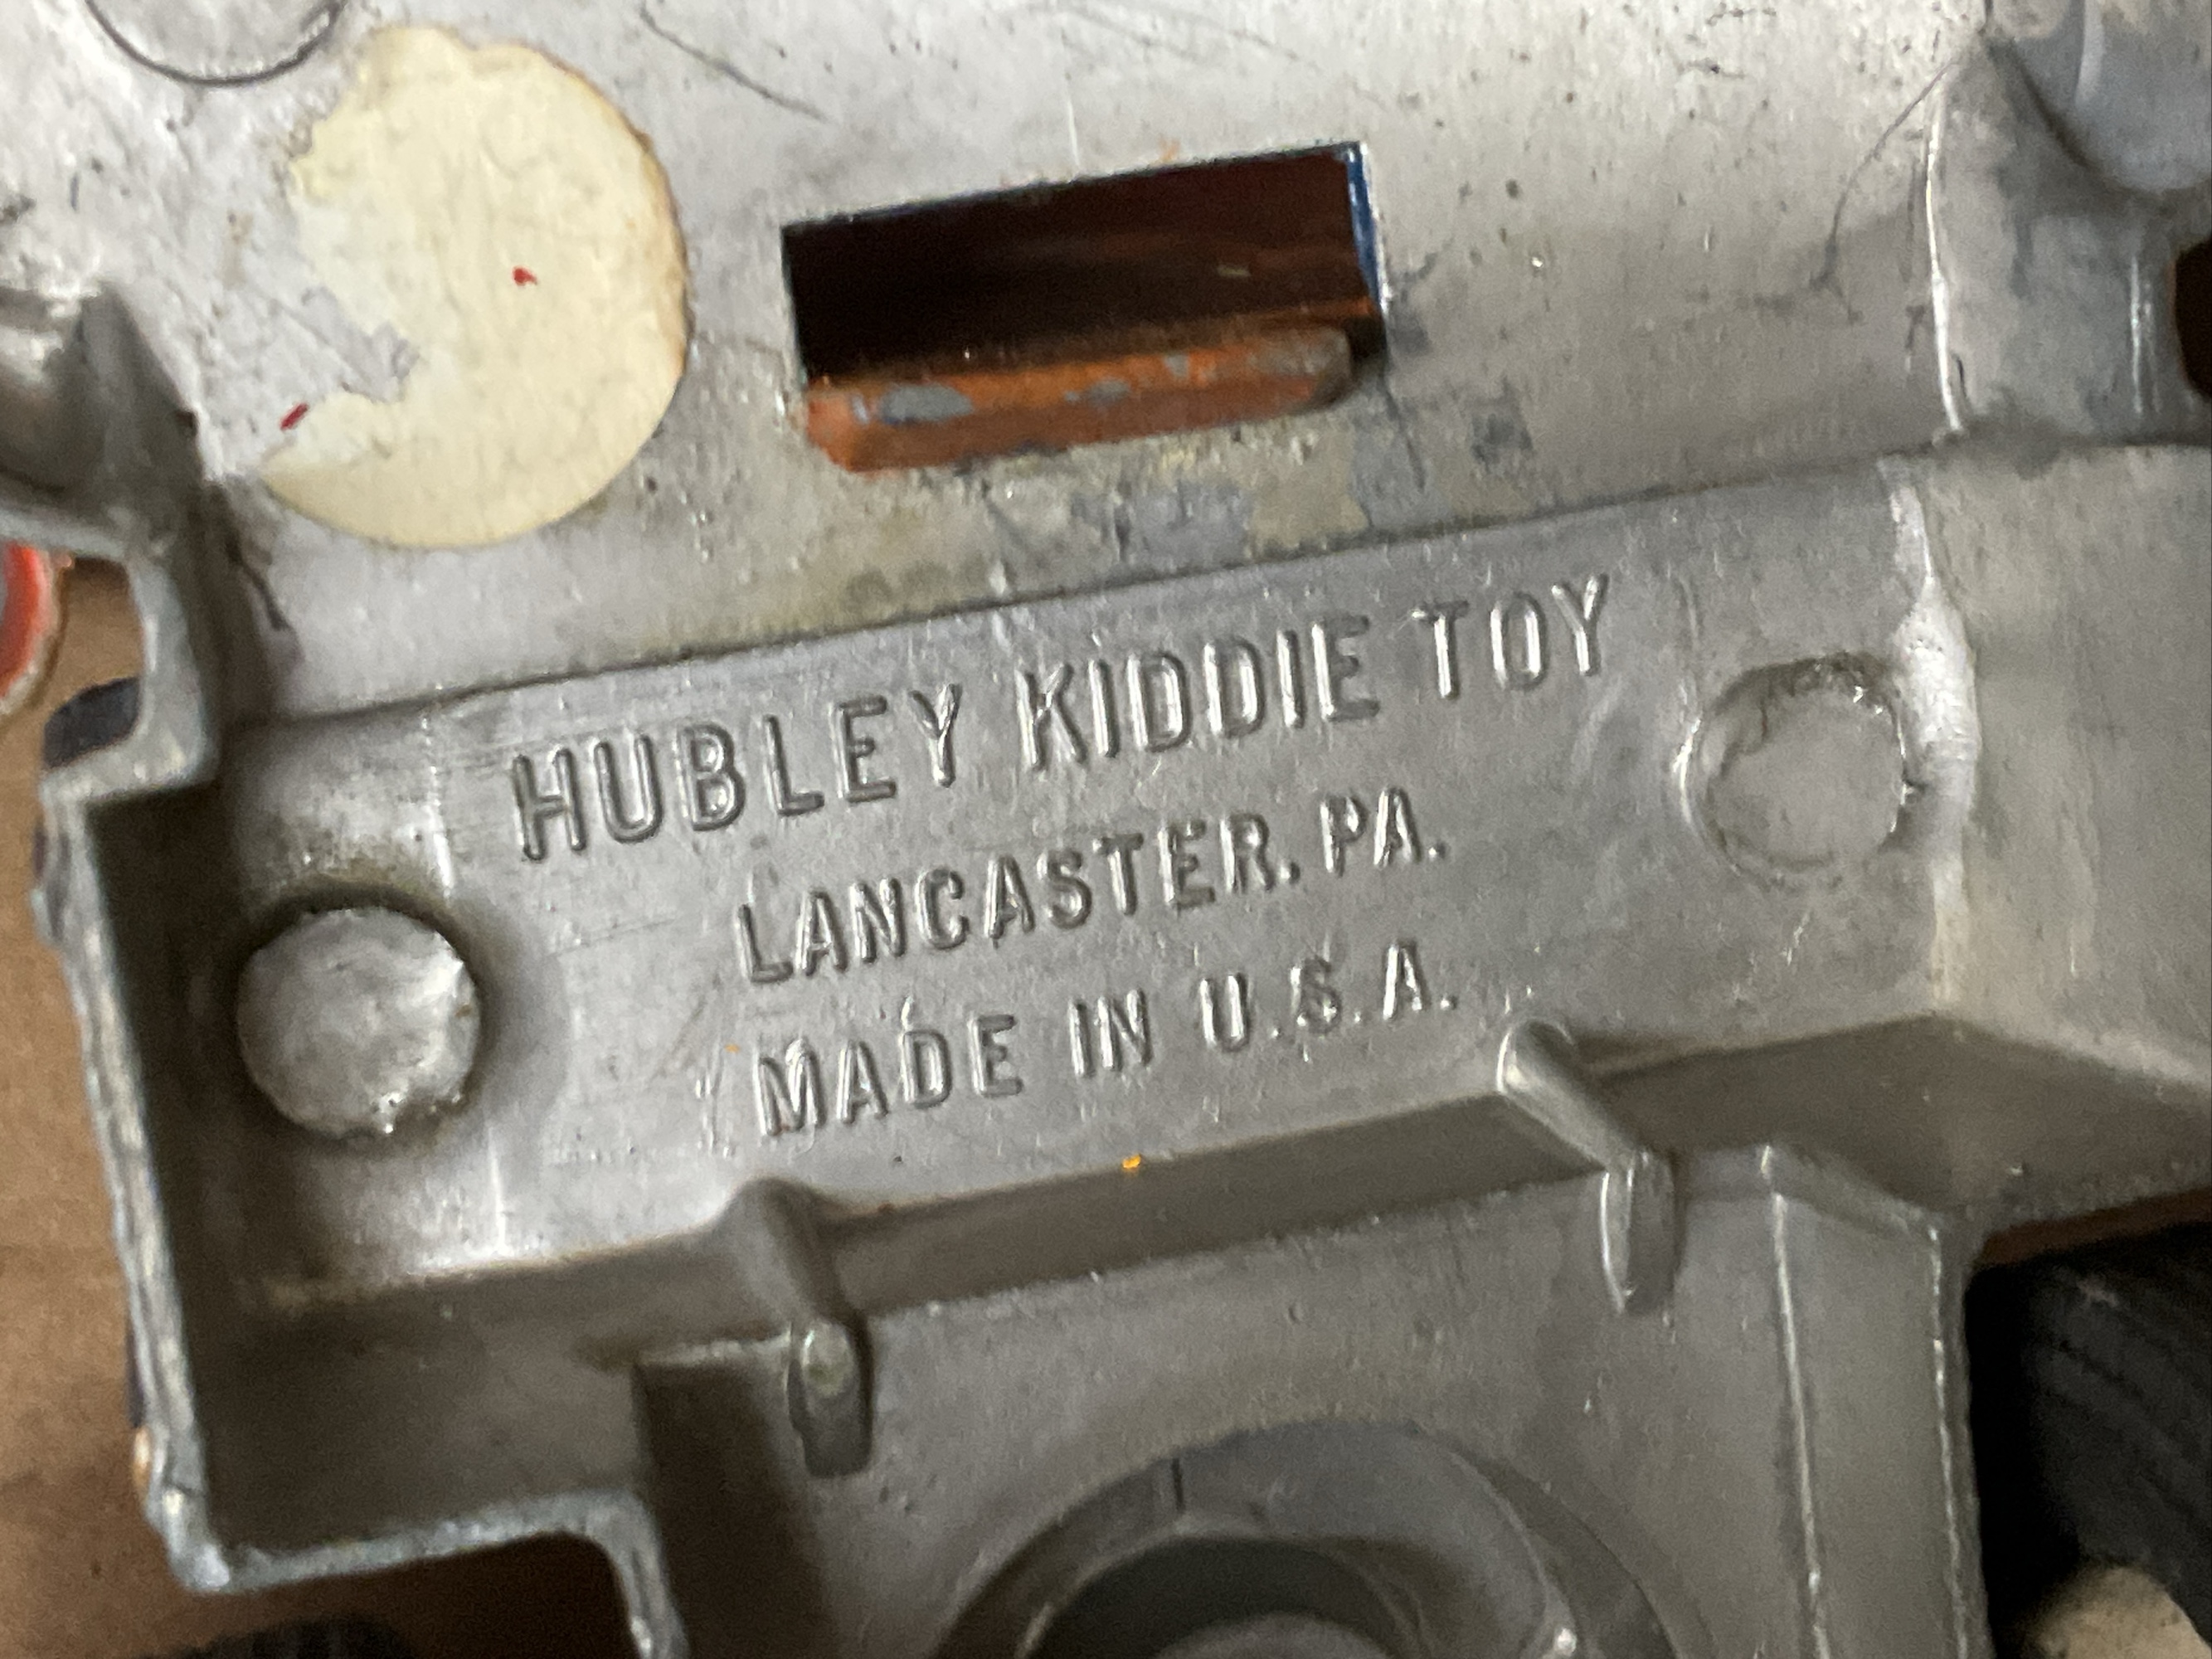 HUBLEY KIDDIE TOY
LANCASTER, PA.
MADE IN U.S.A.